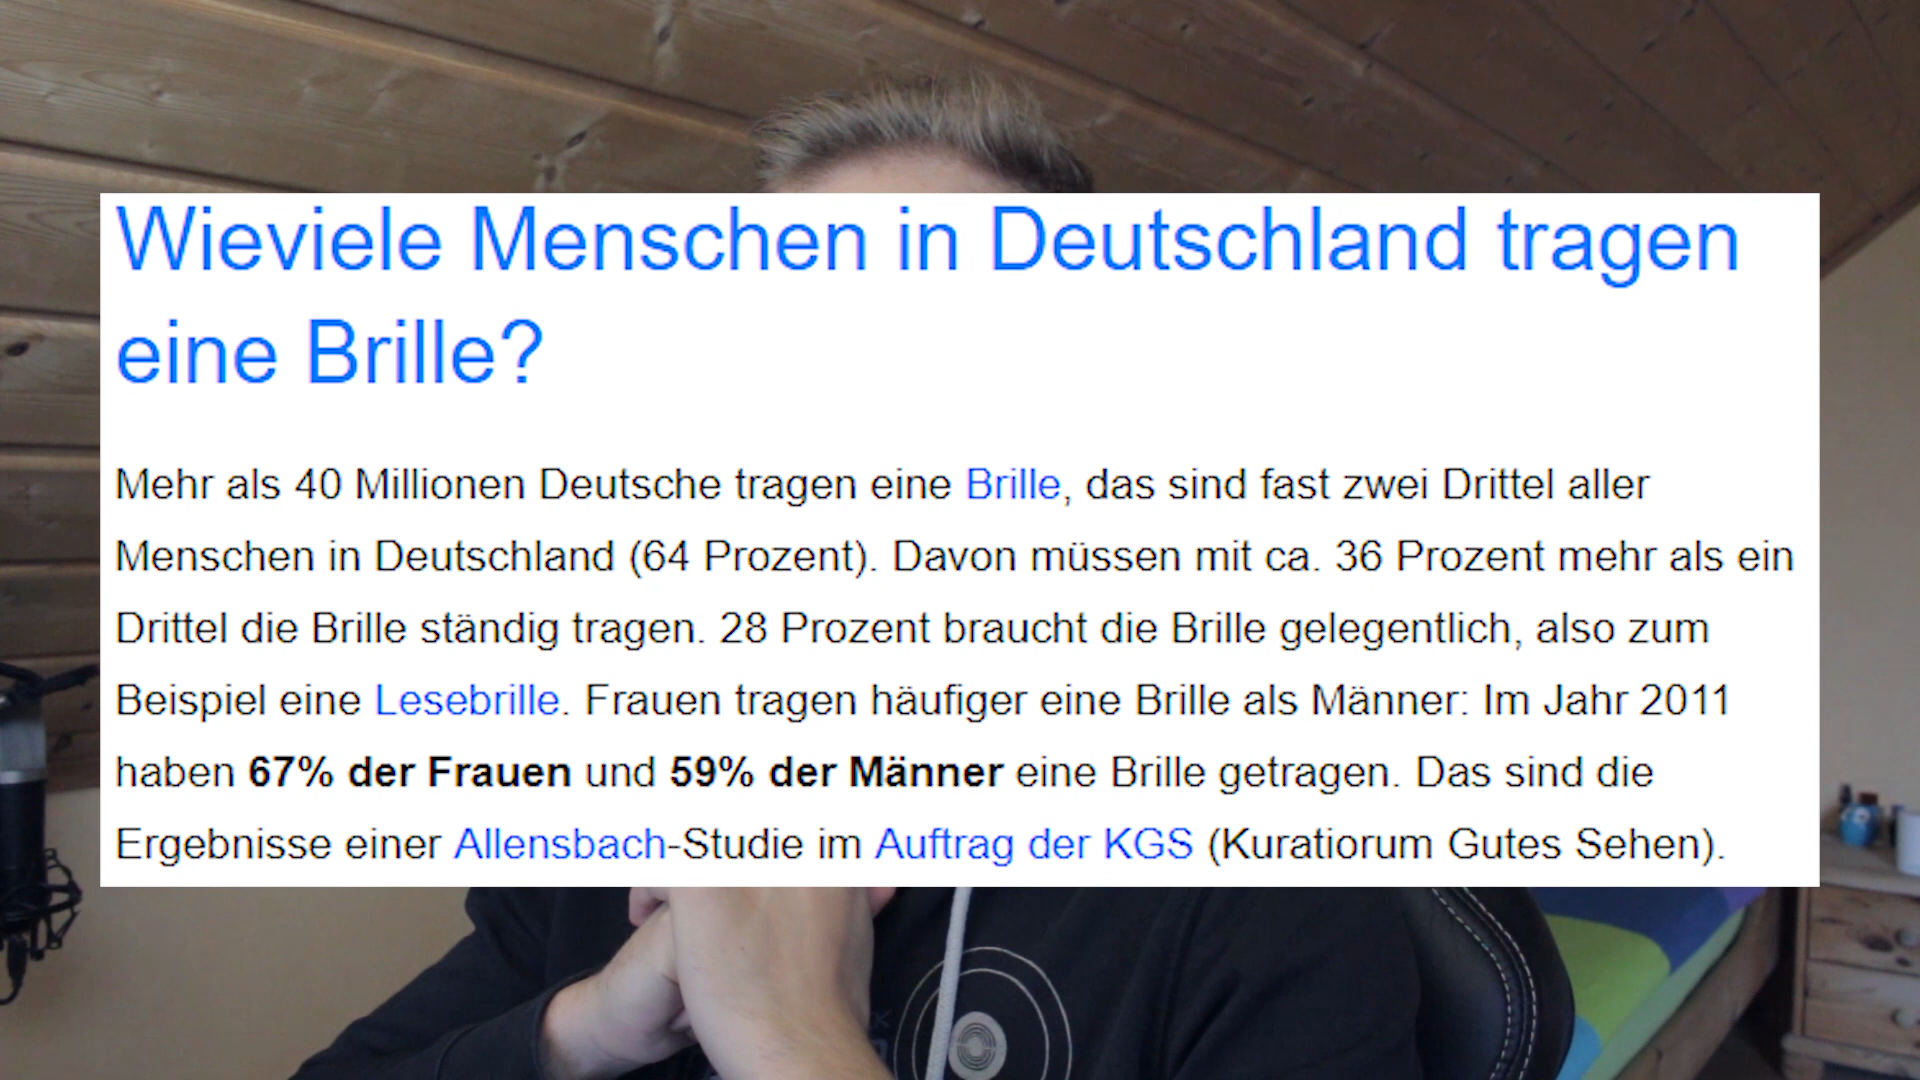 Wieviele Menschen in Deutschland tragen
eine Brille?
Mehr als 40 Millionen Deutsche tragen eine Brille, das sind fast zwei Drittel aller
Menschen in Deutschland (64 Prozent). Davon müssen mit ca. 36 Prozent mehr als ein
Drittel die Brille ständig tragen. 28 Prozent braucht die Brille gelegentlich, also zum
Beispiel eine Lesebrille. Frauen tragen häufiger eine Brille als Männer: Im Jahr 2011
haben 67% der Frauen und 59% der Männer eine Brille getragen. Das sind die
Ergebnisse einer Allensbach-Studie im Auftrag der KGS (Kuratiorum Gutes Sehen).